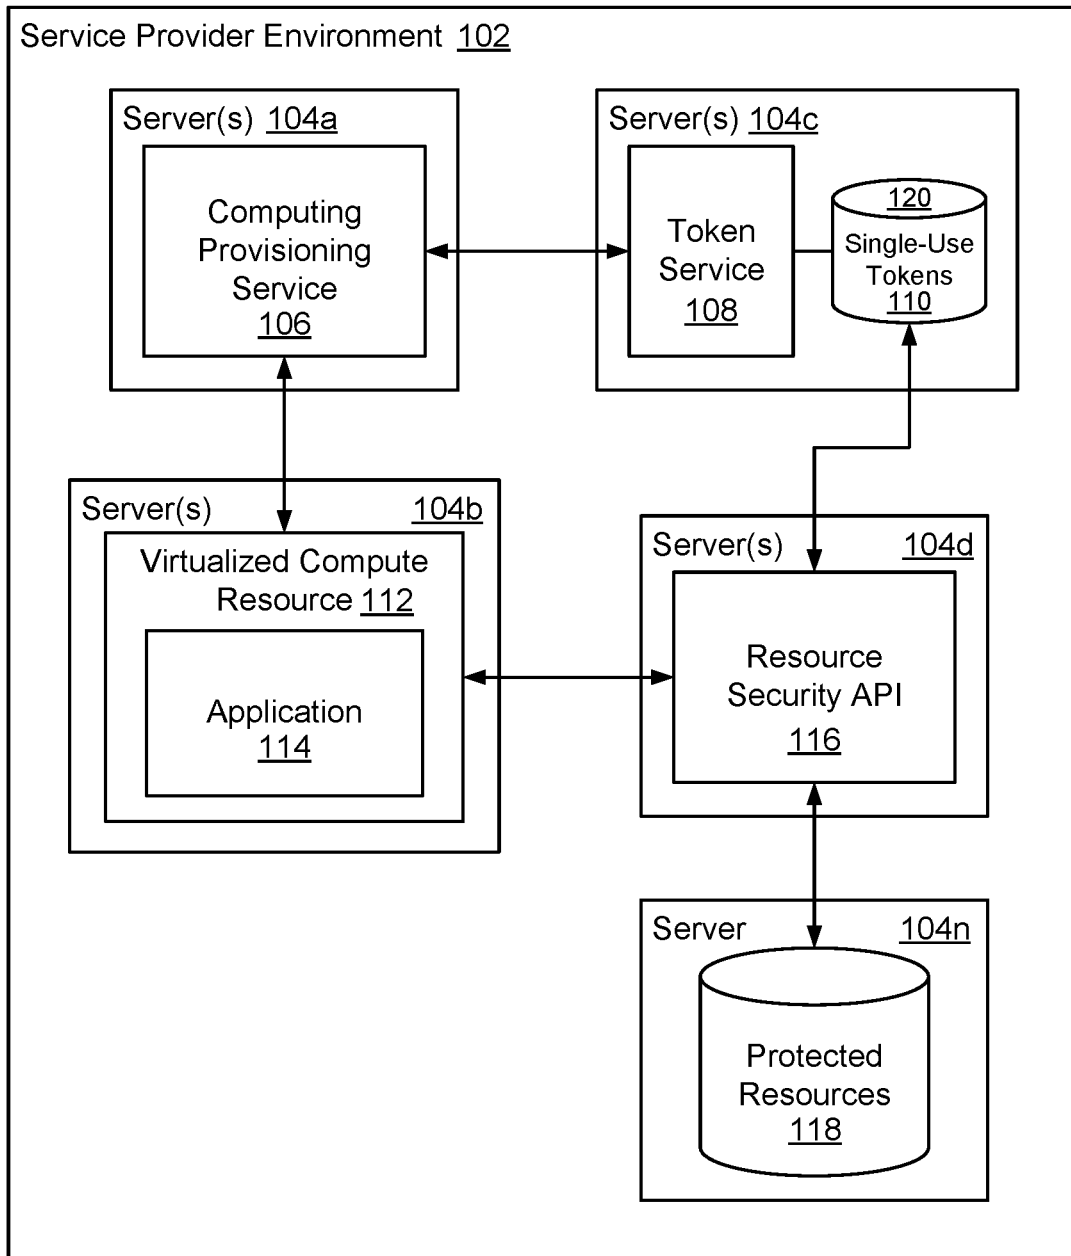 Service Provider Environment 102
Server(s) 104a
Computing
Provisioning
Service
106
Server(s) 104c
Token
Service
108
120
Single-Use
Tokens
110
Server(s) 104b
Virtualized Compute
Resource 112
Application
114
Server(s) 104d
Resource
Security API
116
Server 104n
Protected
Resources
118